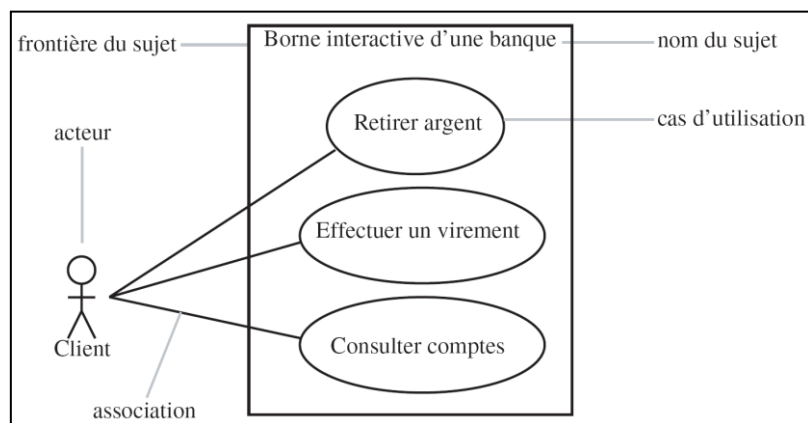 frontière du sujet
Borne interactive d'une banque
nom du sujet
Retirer argent
cas d'utilisation
acteur
Effectuer un virement
Client
Consulter comptes
association